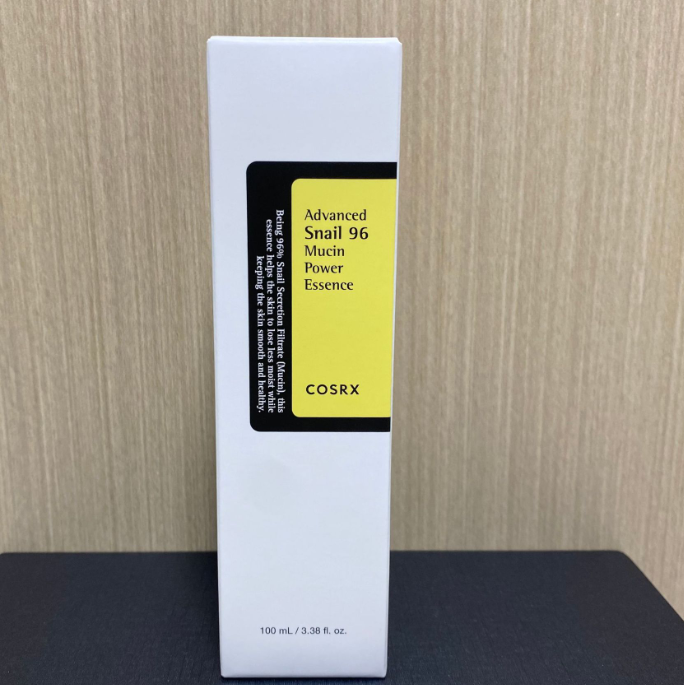 Advanced
Snail 96
Mucin
Power
Essence
COSRX
Being 96% Snail Secretion Filtrate (Mucin), this
essence helps the skin to lose less moist while
keeping the skin smooth and healthy.
100 mL / 3.38 fl. oz.